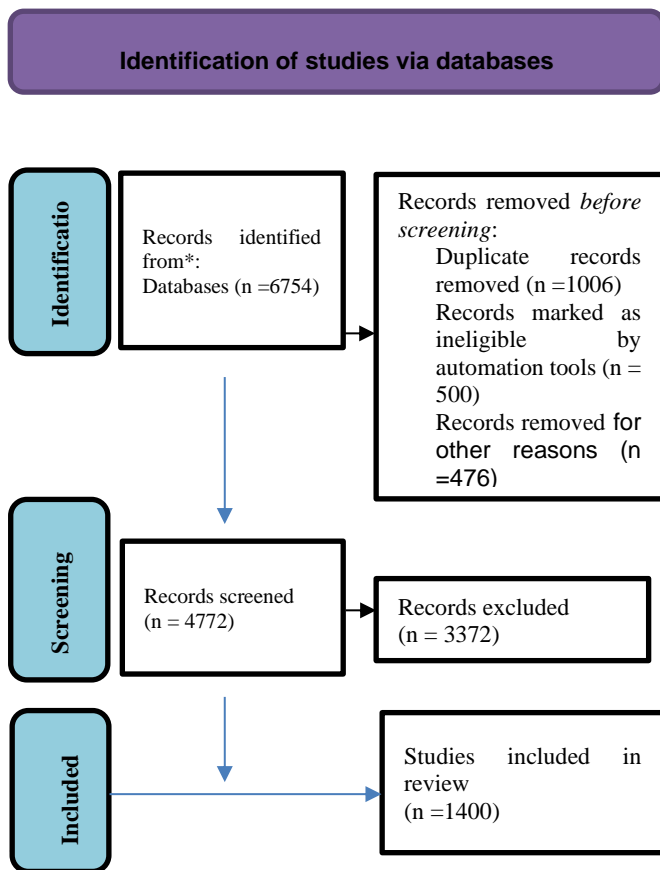 Identification of studies via databases
Identificatio
Records identified
from*:
Databases (n =6754)
Records removed before
screening:
Duplicate records
removed (n =1006)
Records marked as
ineligible by
automation tools (n =
500)
Records removed for
other reasons (n
=476)
Screening
Records screened
(n = 4772)
Records excluded
(n = 3372)
Included
Studies included in
review
(n =1400)